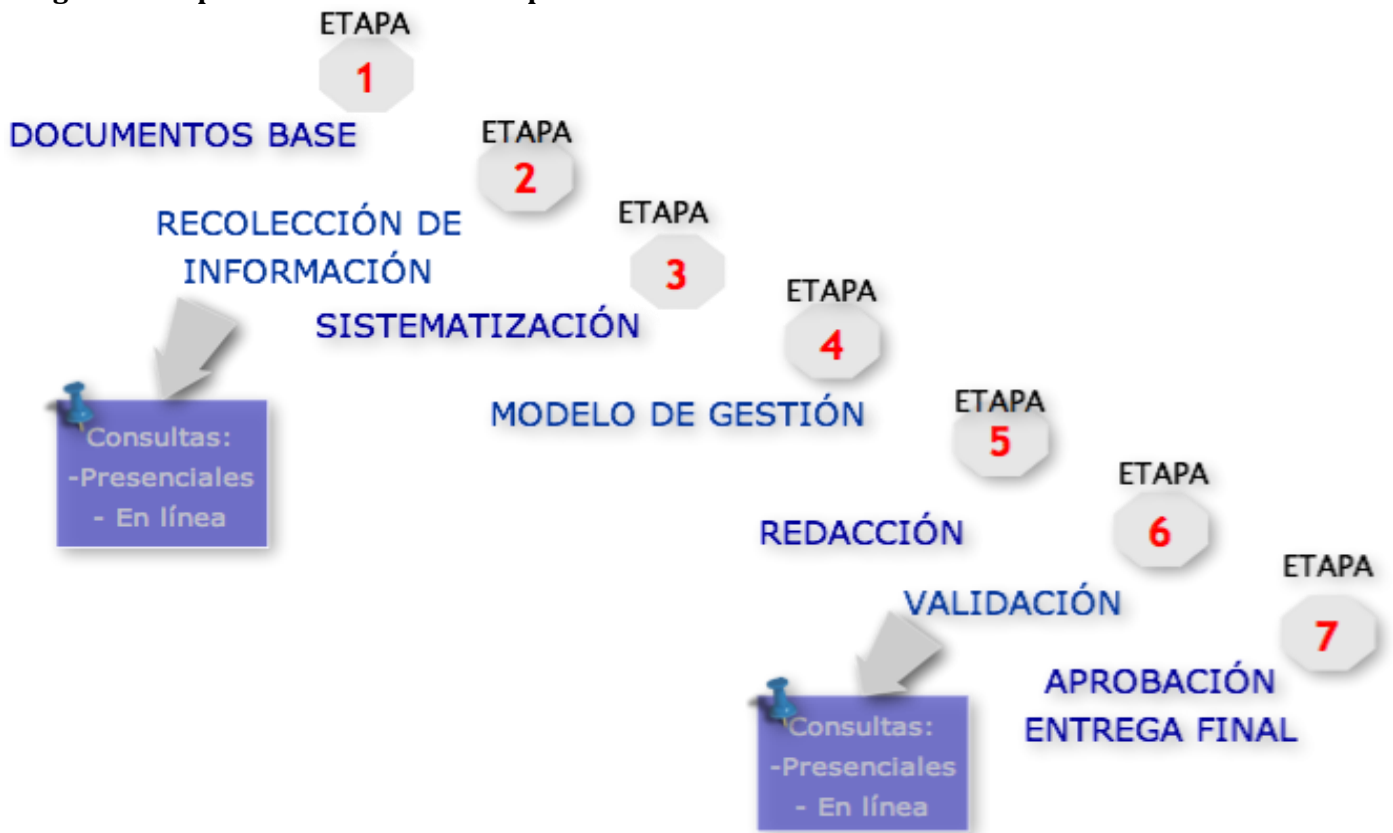 ETAPA
1
DOCUMENTOS BASE
ETAPA
2
RECOLECCIÓN DE
INFORMACIÓN
ETAPA
3
SISTEMATIZACIÓN
ETAPA
4
MODELO DE GESTIÓN
Consultas:
-Presenciales
- En línea
ETAPA
5
REDACCIÓN
ETAPA
6
VALIDACIÓN
ETAPA
7
APROBACIÓN
ENTREGA FINAL
Consultas:
-Presenciales
- En línea